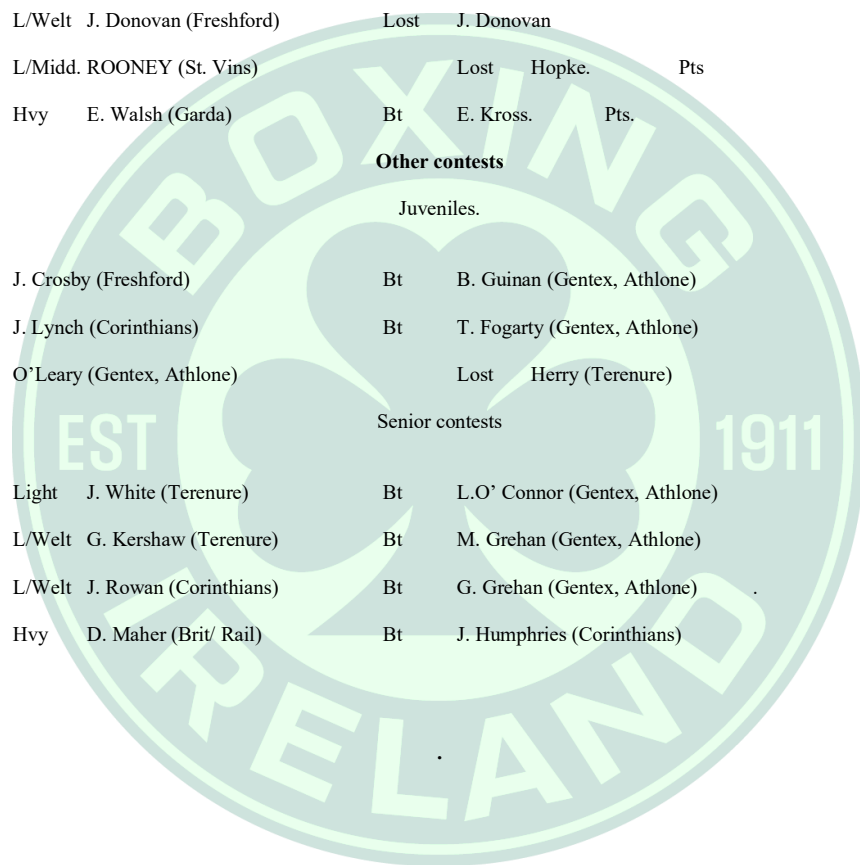 L/Welt J. Donovan (Freshford) Lost J. Donovan
L/Midd. ROONEY (St. Vins) Lost Hopke. Pts
Hvy E. Walsh (Garda) Bt E. Kross. Pts.
Other contests
Juveniles.
J. Crosby (Freshford) Bt B. Guinan (Gentex, Athlone)
J. Lynch (Corinthians) Bt T. Fogarty (Gentex, Athlone)
O’Leary (Gentex, Athlone) Lost Herry (Terenure)
Senior contests
Light J. White (Terenure) Bt L.O’ Connor (Gentex, Athlone)
L/Welt G. Kershaw (Terenure) Bt M. Grehan (Gentex, Athlone)
L/Welt J. Rowan (Corinthians) Bt G. Grehan (Gentex, Athlone) .
Hvy D. Maher (Brit/ Rail) Bt J. Humphries (Corinthians)
.
BOXING
EST 1911
IRELAND